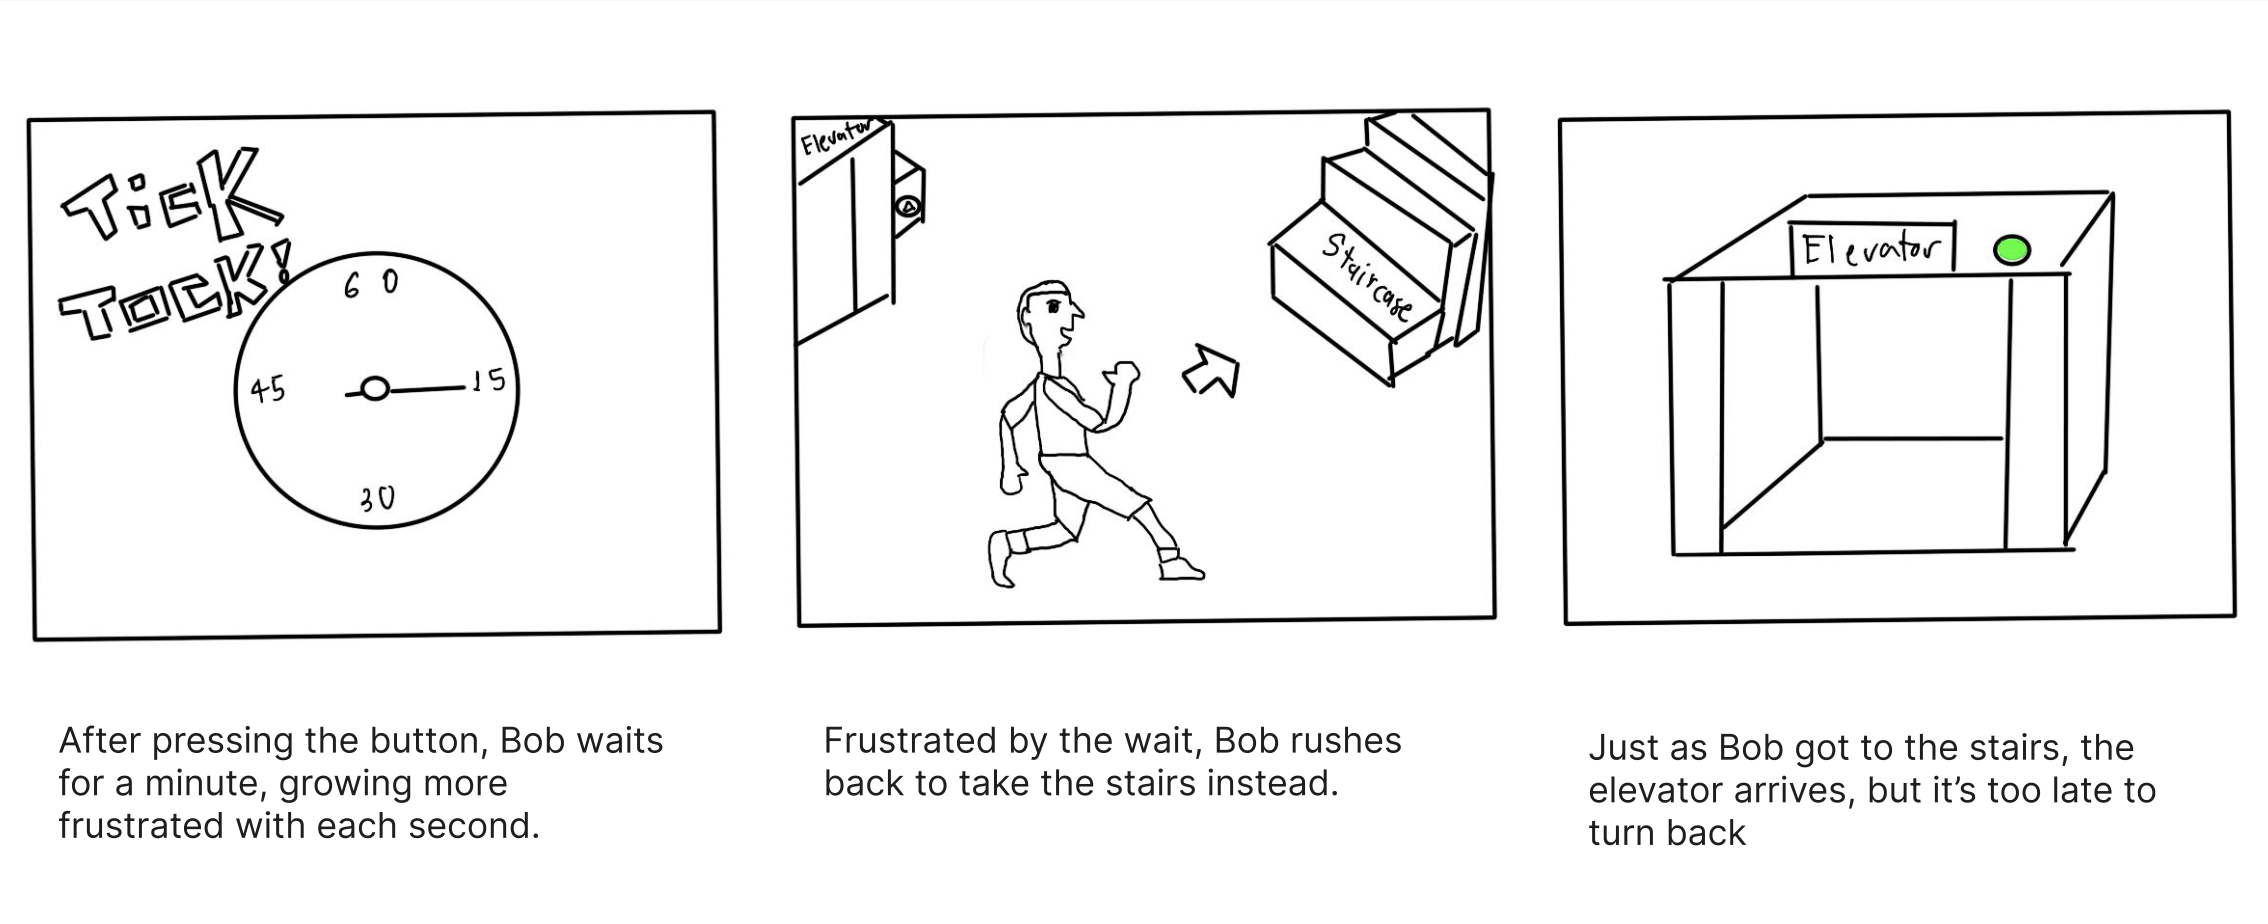 TicK
TOCK!
60
45
15
30
After pressing the button, Bob waits
for a minute, growing more
frustrated with each second.
Elevator
Staircase
Frustrated by the wait, Bob rushes
back to take the stairs instead.
Elevator
Just as Bob got to the stairs, the
elevator arrives, but it’s too late to
turn back